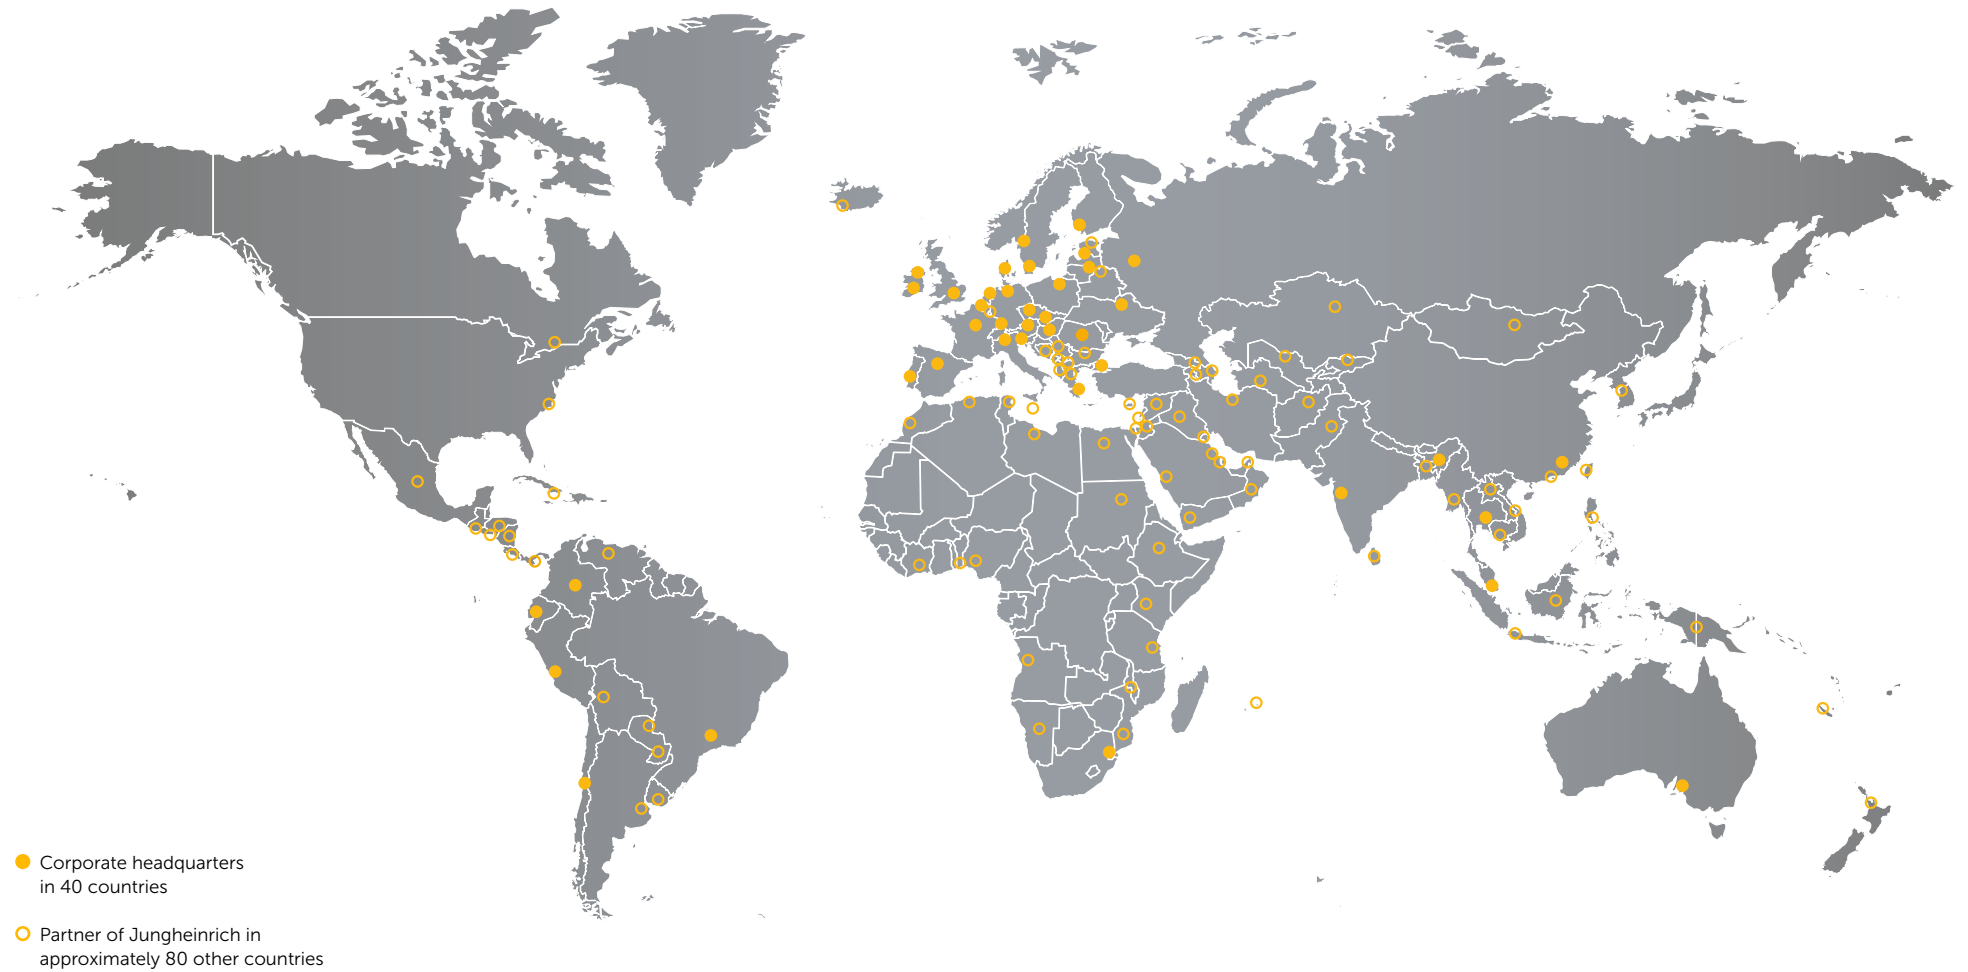 Corporate headquarters
in 40 countries
Partner of Jungheinrich in
approximately 80 other countries